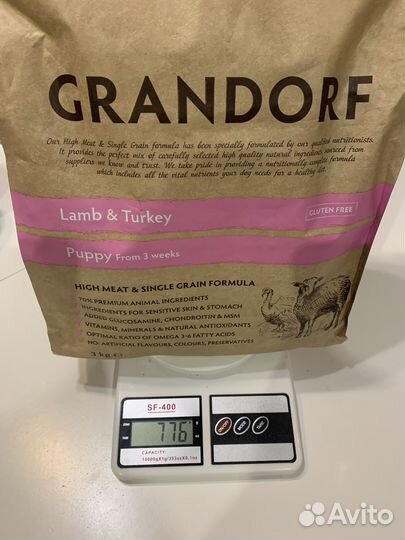 GRANDORF
Our High Meat & Single Grain formula has been specially formulated by our qualified nutritionists.
It provides the perfect mix of carefully selected high quality natural ingredients sourced from
suppliers we know and trust. We take pride in providing a nutritionally complete formula
which includes all the vital nutrients your dog needs for a healthy diet.
Lamb & Turkey
GLUTEN FREE
Puppy From 3 weeks
HIGH MEAT & SINGLE GRAIN FORMULA
70% PREMIUM ANIMAL INGREDIENTS
INGREDIENTS FOR SENSITIVE SKIN & STOMACH
ADDED GLUCOSAMINE, CHONDROITIN & MSM
VITAMINS, MINERALS & NATURAL ANTIOXIDANTS
OPTIMAL RATIO OF OMEGA 3-6 FATTY ACIDS
NO: ARTIFICIAL FLAVOURS, COLOURS, PRESERVATIVES
3 kg e
SF-400
776
CAPACITY:
10000gX1g/353ozX0.1oz
Avito